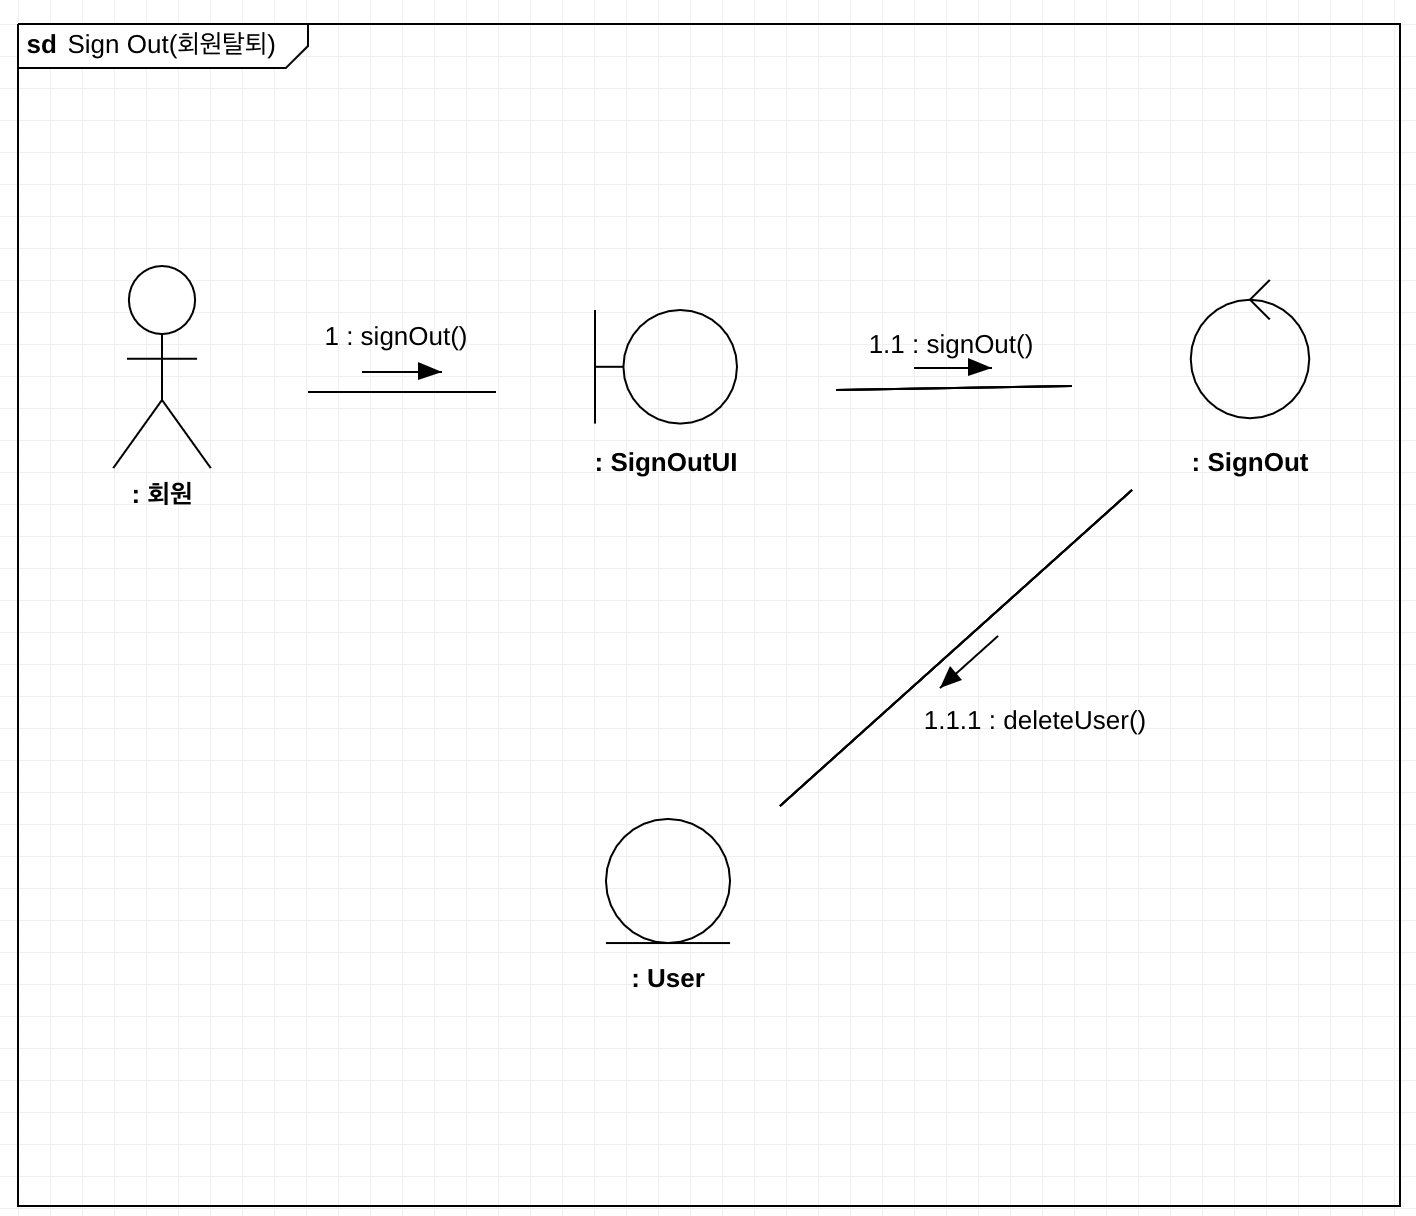 sd Sign Out(회원탈퇴)
1 : signOut()
1.1 : signOut()
: SignOutUI
: SignOut
: 회원
1.1.1 : deleteUser()
: User